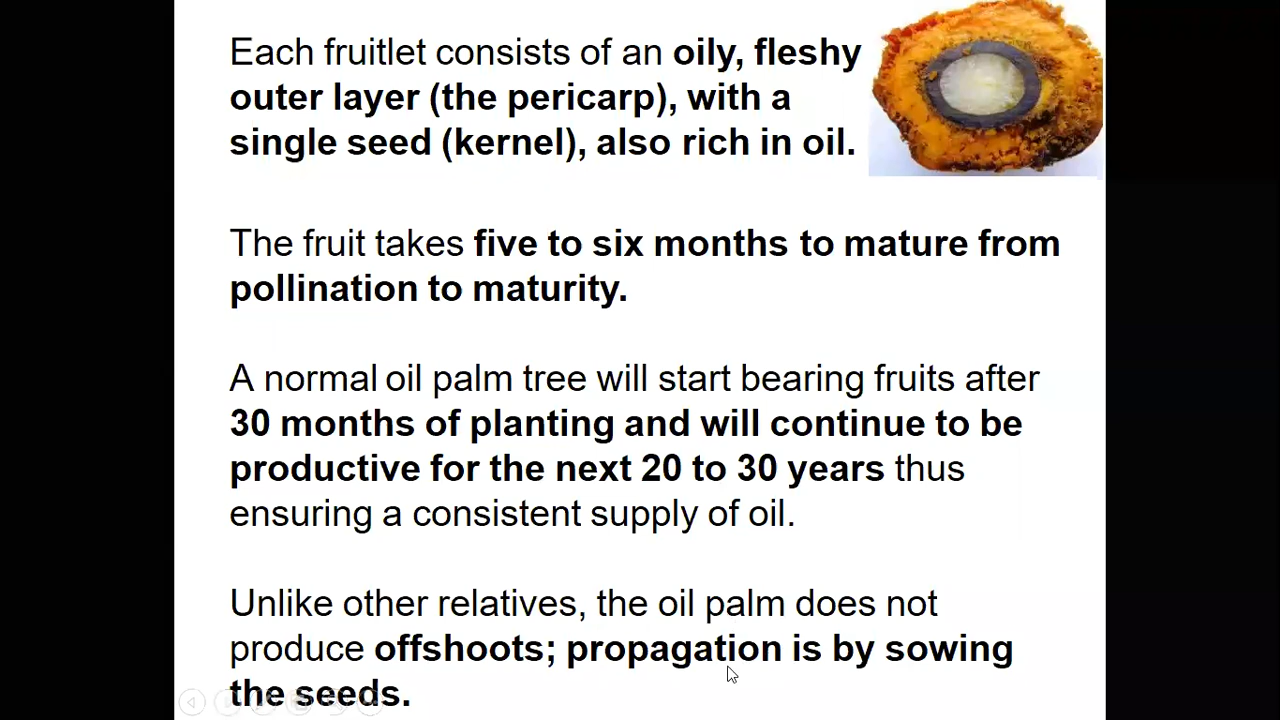 Each fruitlet consists of an oily, fleshy
outer layer (the pericarp), with a
single seed (kernel), also rich in oil.
The fruit takes five to six months to mature from
pollination to maturity.
A normal oil palm tree will start bearing fruits after
30 months of planting and will continue to be
productive for the next 20 to 30 years thus
ensuring a consistent supply of oil.
Unlike other relatives, the oil palm does not
produce offshoots; propagation is by sowing
the seeds.